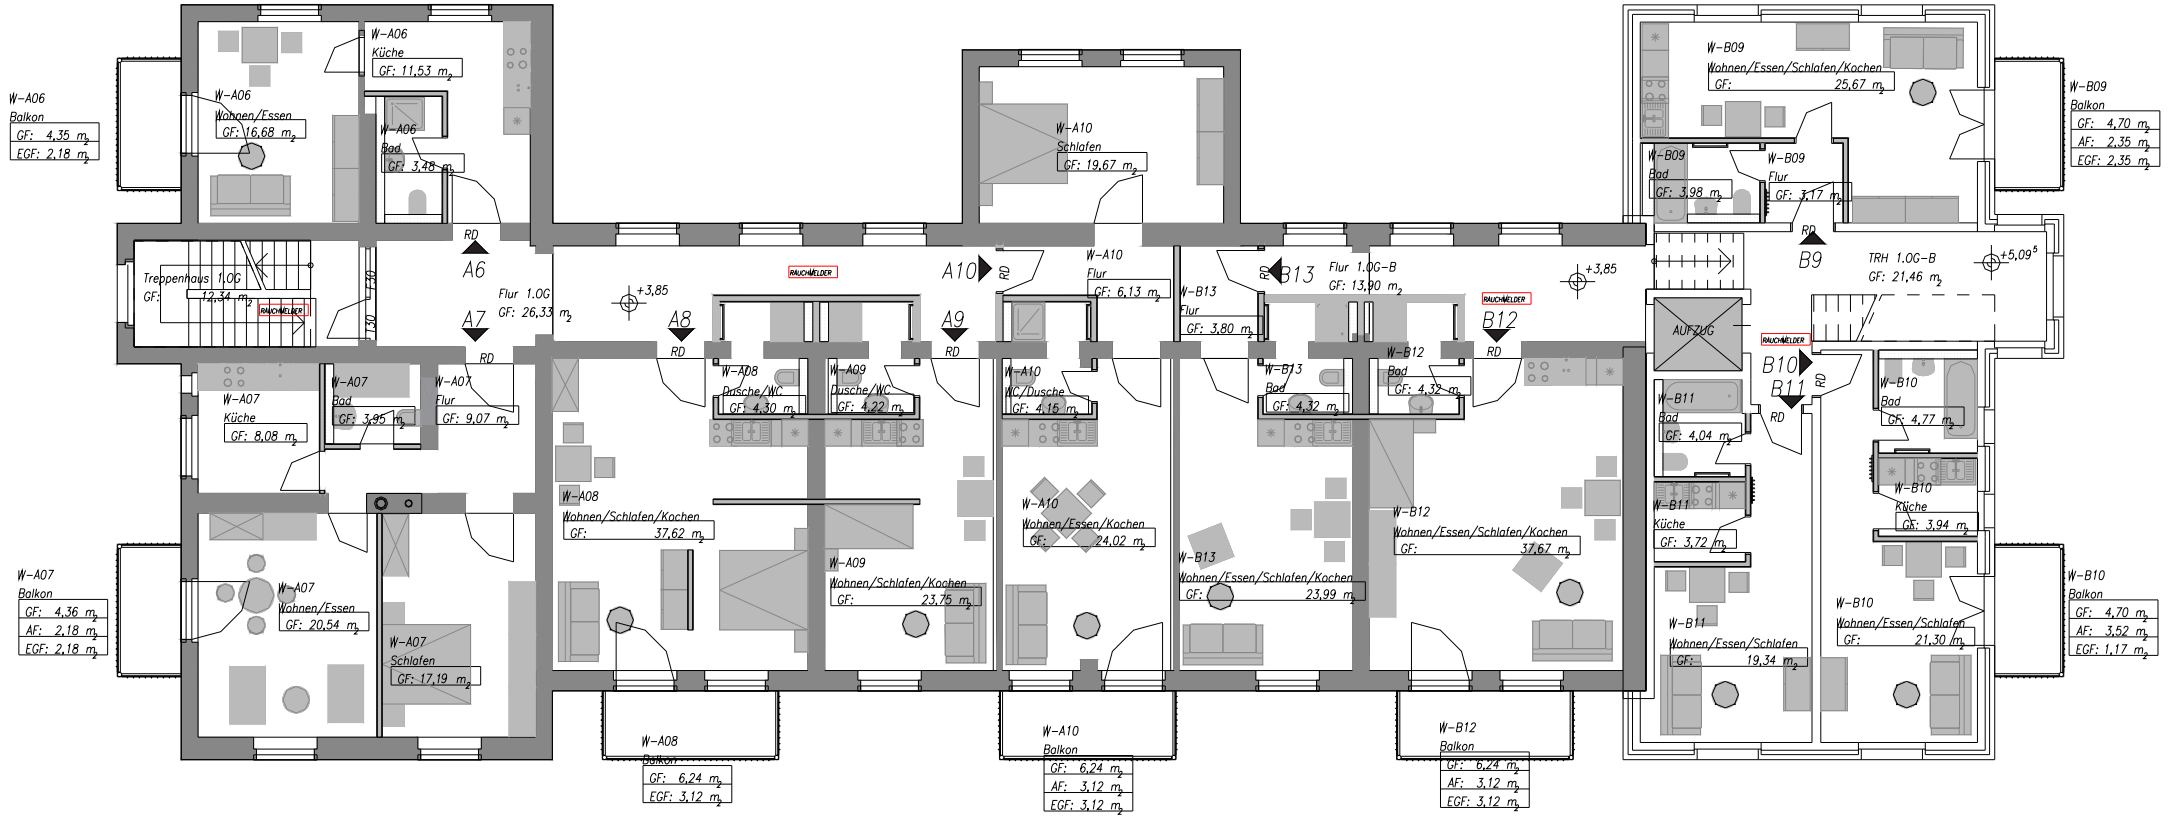 W-A06
Küche
GF: 11,53 m2
W-A06
Wohnen/Essen
GF: 16,68 m2
W-A06
Bad
GF: 3,48 m2
W-A06
Balkon
GF: 4,35 m2
EGF: 2,18 m2
W-A10
Schlafen
GF: 19,67 m2
W-B09
Wohnen/Essen/Schlafen/Kochen
GF: 25,67 m2
W-B09
Balkon
GF: 4,70 m2
AF: 2,35 m2
EGF: 2,35 m2
W-B09
Bad
GF: 3,98 m2
W-B09
Flur
GF: 3,17 m2
Treppenhaus 1.OG
GF: 12,34 m2
RAUCHMELDER
F30
T30
RD
A6
A7
RD
Flur 1.OG
GF: 26,33 m2
+3,85
RAUCHMELDER
A8
RD
A9
RD
A10
RD
W-A10
Flur
GF: 6,13 m2
W-B13
Flur
GF: 3,80 m2
RD
B13
Flur 1.OG-B
GF: 13,90 m2
+3,85
RAUCHMELDER
B12
RD
RD
B9
TRH 1.OG-B
GF: 21,46 m2
+5,09⁵
AUFZUG
RAUCHMELDER
B10
RD
B11
RD
W-A07
Küche
GF: 8,08 m2
W-A07
Bad
GF: 3,95 m2
W-A07
Flur
GF: 9,07 m2
W-A08
Dusche/WC
GF: 4,30 m2
W-A09
Dusche/WC
GF: 4,22 m2
W-A10
WC/Dusche
GF: 4,15 m2
W-B13
Bad
GF: 4,32 m2
W-B12
Bad
GF: 4,32 m2
W-B11
Bad
GF: 4,04 m2
W-B10
Bad
GF: 4,77 m2
W-A08
Wohnen/Schlafen/Kochen
GF: 37,62 m2
W-A09
Wohnen/Schlafen/Kochen
GF: 23,75 m2
W-A10
Wohnen/Essen/Kochen
GF: 24,02 m2
W-B13
Wohnen/Essen/Schlafen/Kochen
GF: 23,99 m2
W-B12
Wohnen/Essen/Schlafen/Kochen
GF: 37,67 m2
W-B11
Küche
GF: 3,72 m2
W-B10
Küche
GF: 3,94 m2
W-A07
Balkon
GF: 4,36 m2
AF: 2,18 m2
EGF: 2,18 m2
W-A07
Wohnen/Essen
GF: 20,54 m2
W-A07
Schlafen
GF: 17,19 m2
W-B11
Wohnen/Essen/Schlafen
GF: 19,34 m2
W-B10
Wohnen/Essen/Schlafen
GF: 21,30 m2
W-B10
Balkon
GF: 4,70 m2
AF: 3,52 m2
EGF: 1,17 m2
W-A08
Balkon
GF: 6,24 m2
EGF: 3,12 m2
W-A10
Balkon
GF: 6,24 m2
AF: 3,12 m2
EGF: 3,12 m2
W-B12
Balkon
GF: 6,24 m2
AF: 3,12 m2
EGF: 3,12 m2